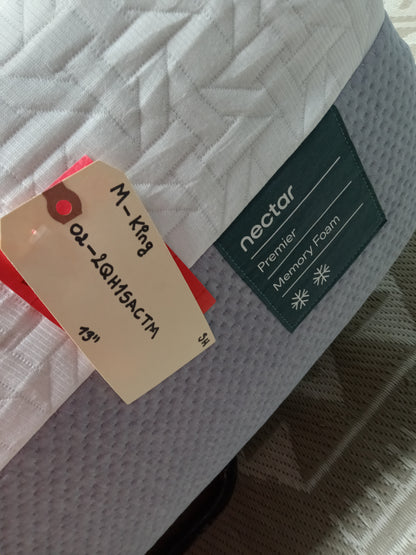 M-King
02-2QH15ACTM
13"
SH
nectar
Premier
Memory Foam